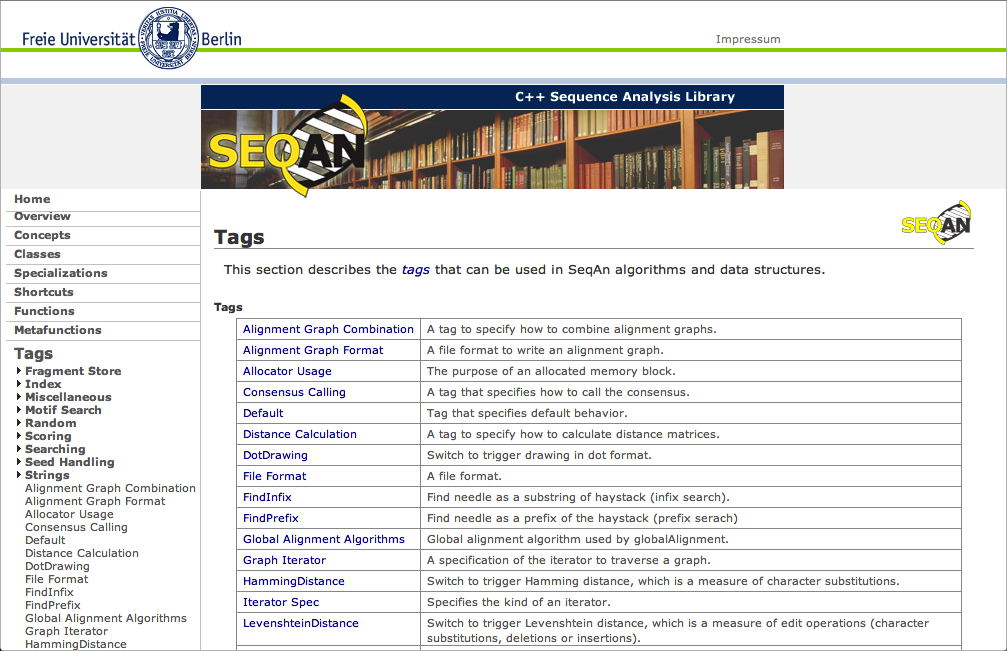 Freie Universität Berlin
Impressum
C++ Sequence Analysis Library
SEQAN
Home
Overview
Concepts
Classes
Specializations
Shortcuts
Functions
Metafunctions
Tags
Fragment Store
Index
Miscellaneous
Motif Search
Random
Scoring
Searching
Seed Handling
Strings
Alignment Graph Combination
Alignment Graph Format
Allocator Usage
Consensus Calling
Default
Distance Calculation
DotDrawing
File Format
FindInfix
FindPrefix
Global Alignment Algorithms
Graph Iterator
HammingDistance
SEQAN
Tags
This section describes the tags that can be used in SeqAn algorithms and data structures.
Tags
Alignment Graph Combination A tag to specify how to combine alignment graphs.
Alignment Graph Format A file format to write an alignment graph.
Allocator Usage The purpose of an allocated memory block.
Consensus Calling A tag that specifies how to call the consensus.
Default Tag that specifies default behavior.
Distance Calculation A tag to specify how to calculate distance matrices.
DotDrawing Switch to trigger drawing in dot format.
File Format A file format.
FindInfix Find needle as a substring of haystack (infix search).
FindPrefix Find needle as a prefix of the haystack (prefix serach)
Global Alignment Algorithms Global alignment algorithm used by globalAlignment.
Graph Iterator A specification of the iterator to traverse a graph.
HammingDistance Switch to trigger Hamming distance, which is a measure of character substitutions.
Iterator Spec Specifies the kind of an iterator.
LevenshteinDistance Switch to trigger Levenshtein distance, which is a measure of edit operations (character
substitutions, deletions or insertions).